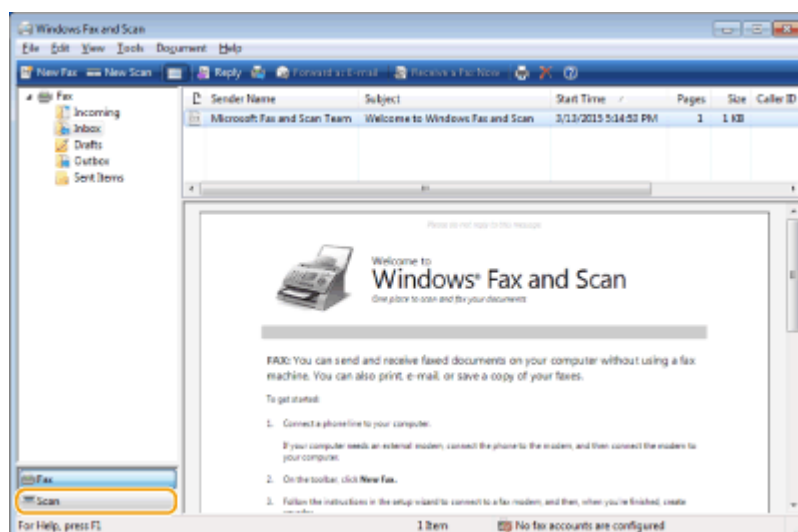 Windows Fax and Scan
File Edit View Tools Document Help
New Fax New Scan Reply Forward as E-mail Receive a Fax Now
Fax
Incoming
Inbox
Drafts
Outbox
Sent Items
Sender Name Subject Start Time Pages Size Caller ID
Microsoft Fax and Scan Team Welcome to Windows Fax and Scan 3/13/2015 5:14:53 PM 1 1 KB
Please do not reply to this message
Welcome to
Windows® Fax and Scan
One place to scan and fax your documents
FAX: You can send and receive faxed documents on your computer without using a fax
machine. You can also print, e-mail, or save a copy of your faxes.
To get started:
1. Connect a phone line to your computer.
If your computer needs an external modem, connect the phone to the modem, and then connect the modem to
your computer.
2. On the toolbar, click New Fax.
3. Follow the instructions in the setup wizard to connect to a fax modem, and then, when you're finished, create
Fax
Scan
For Help, press F1
1 Item
No fax accounts are configured